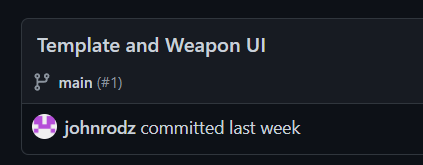 Template and Weapon UI
main (#1)
johnrodz committed last week